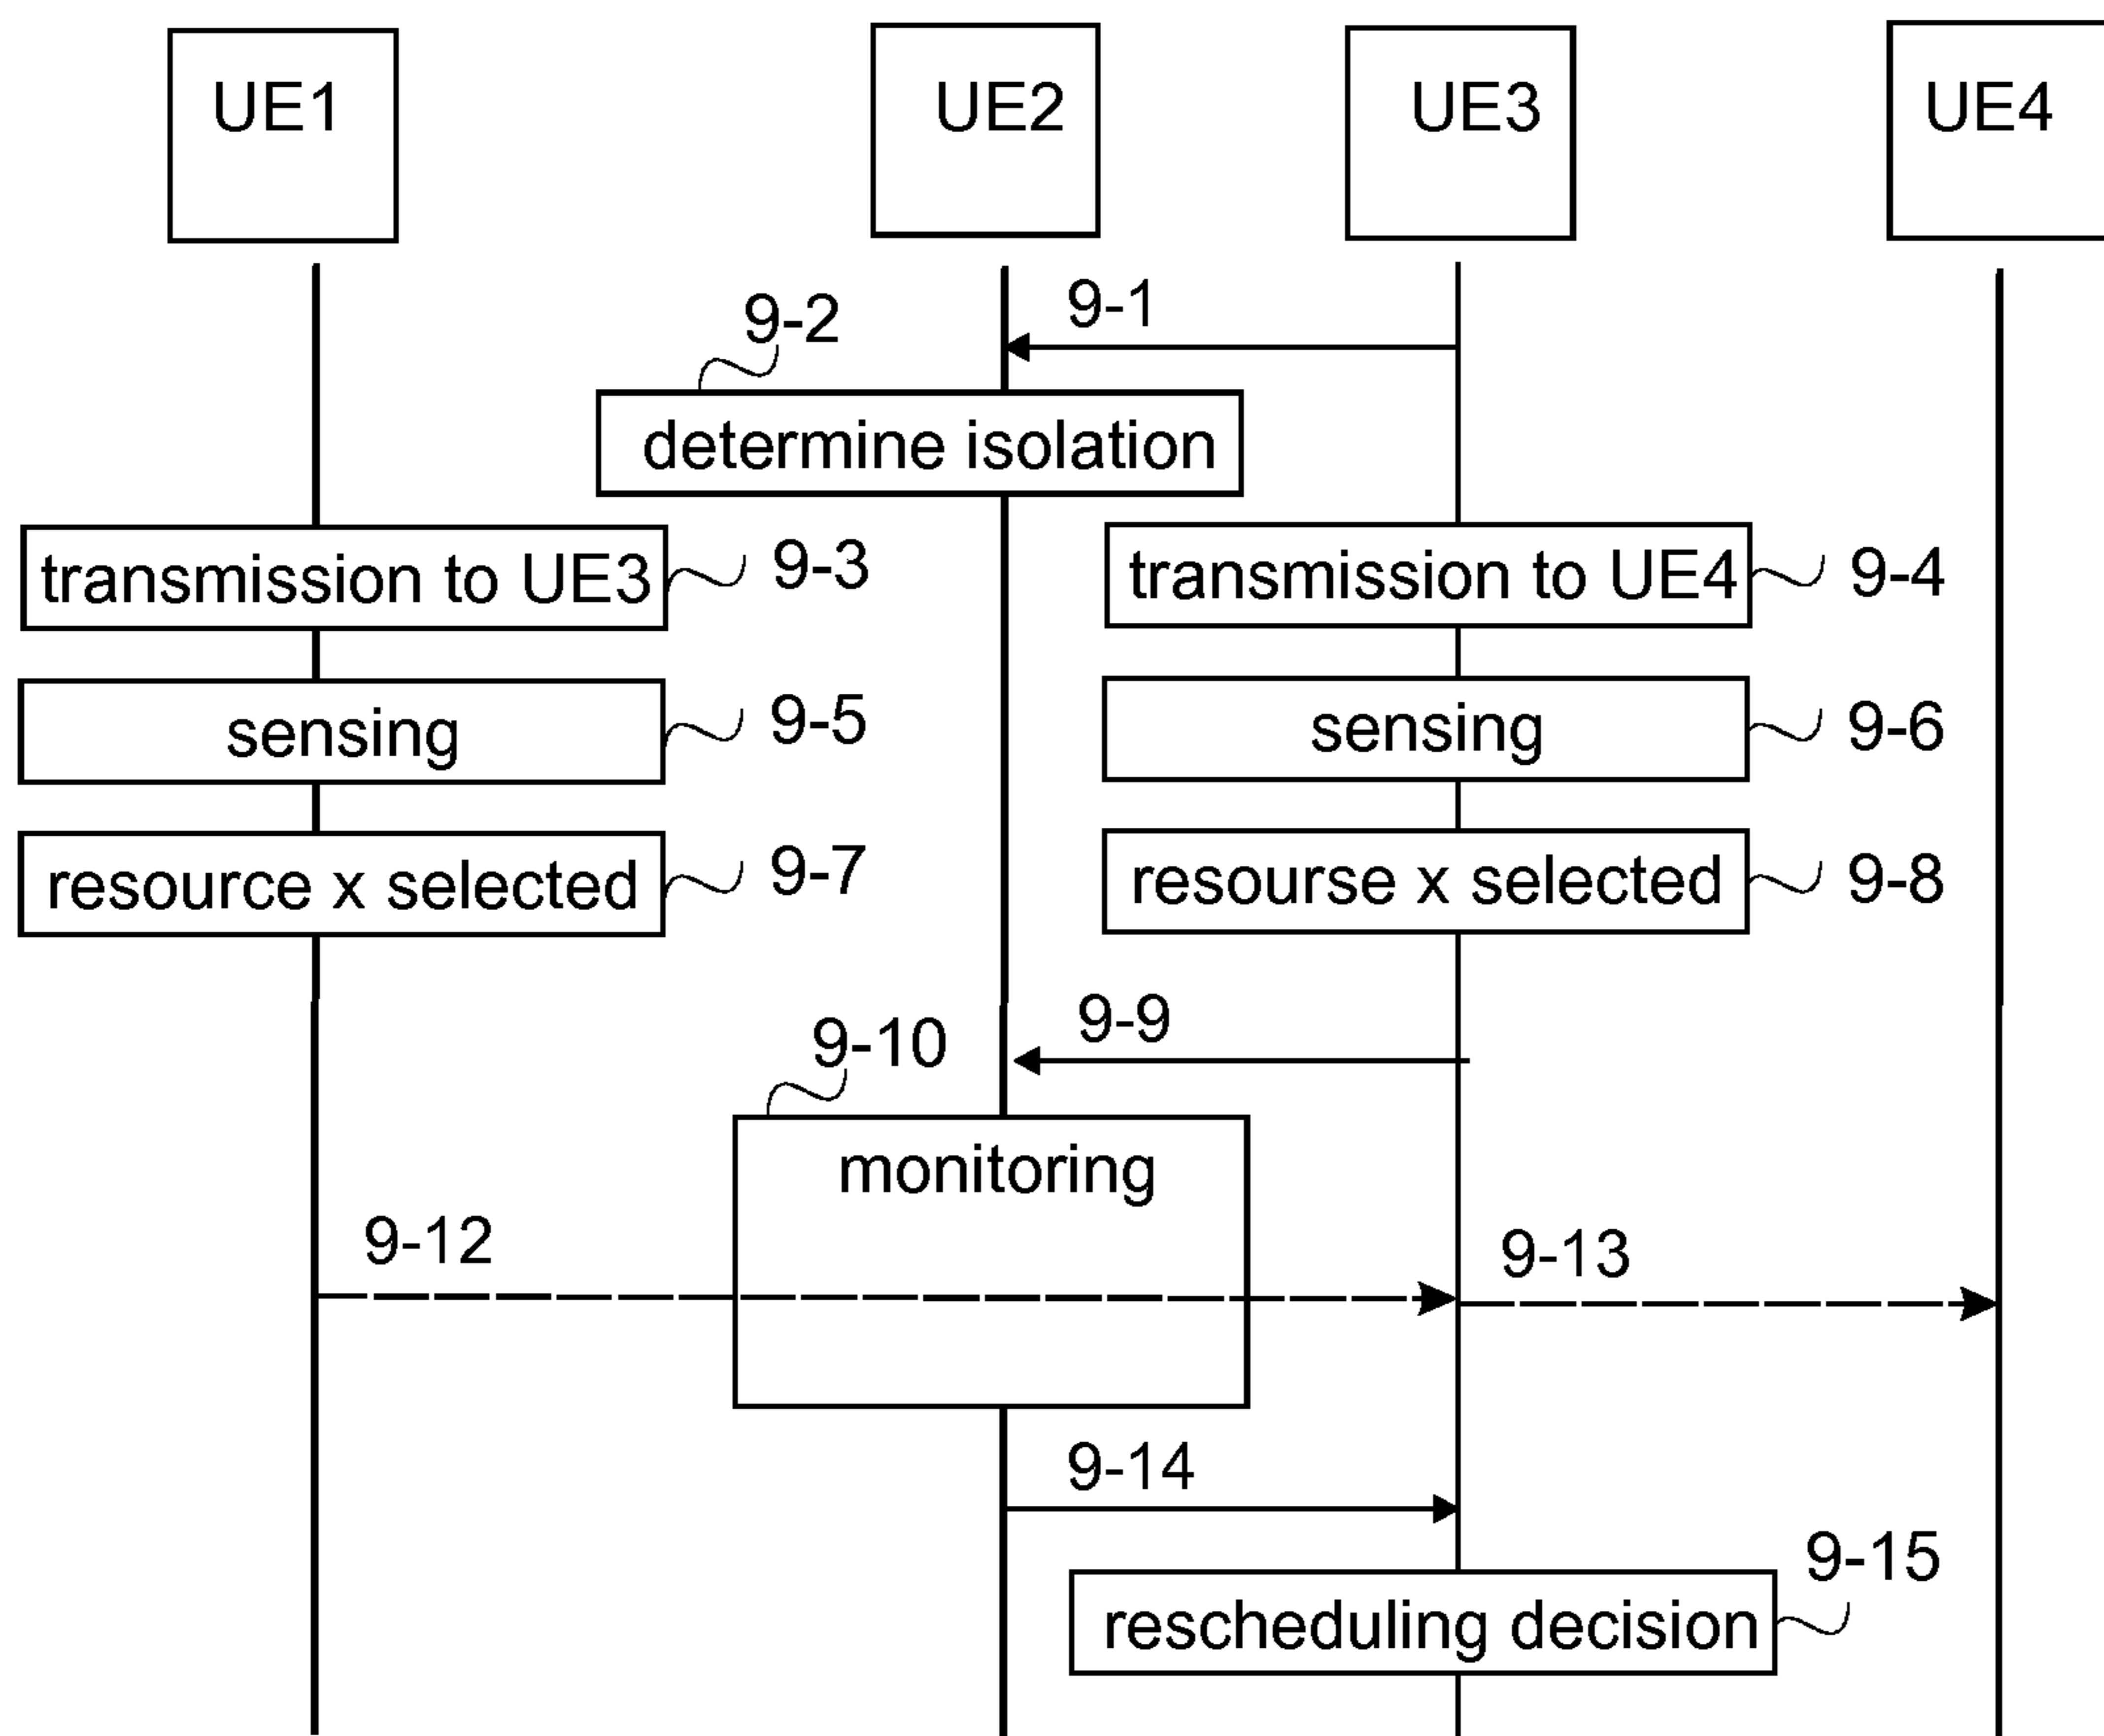 UE1
UE2
UE3
UE4
9-1
9-2
determine isolation
transmission to UE3
9-3
transmission to UE4
9-4
sensing
9-5
sensing
9-6
resource x selected
9-7
resourse x selected
9-8
9-9
9-10
monitoring
9-12
9-13
9-14
9-15
rescheduling decision